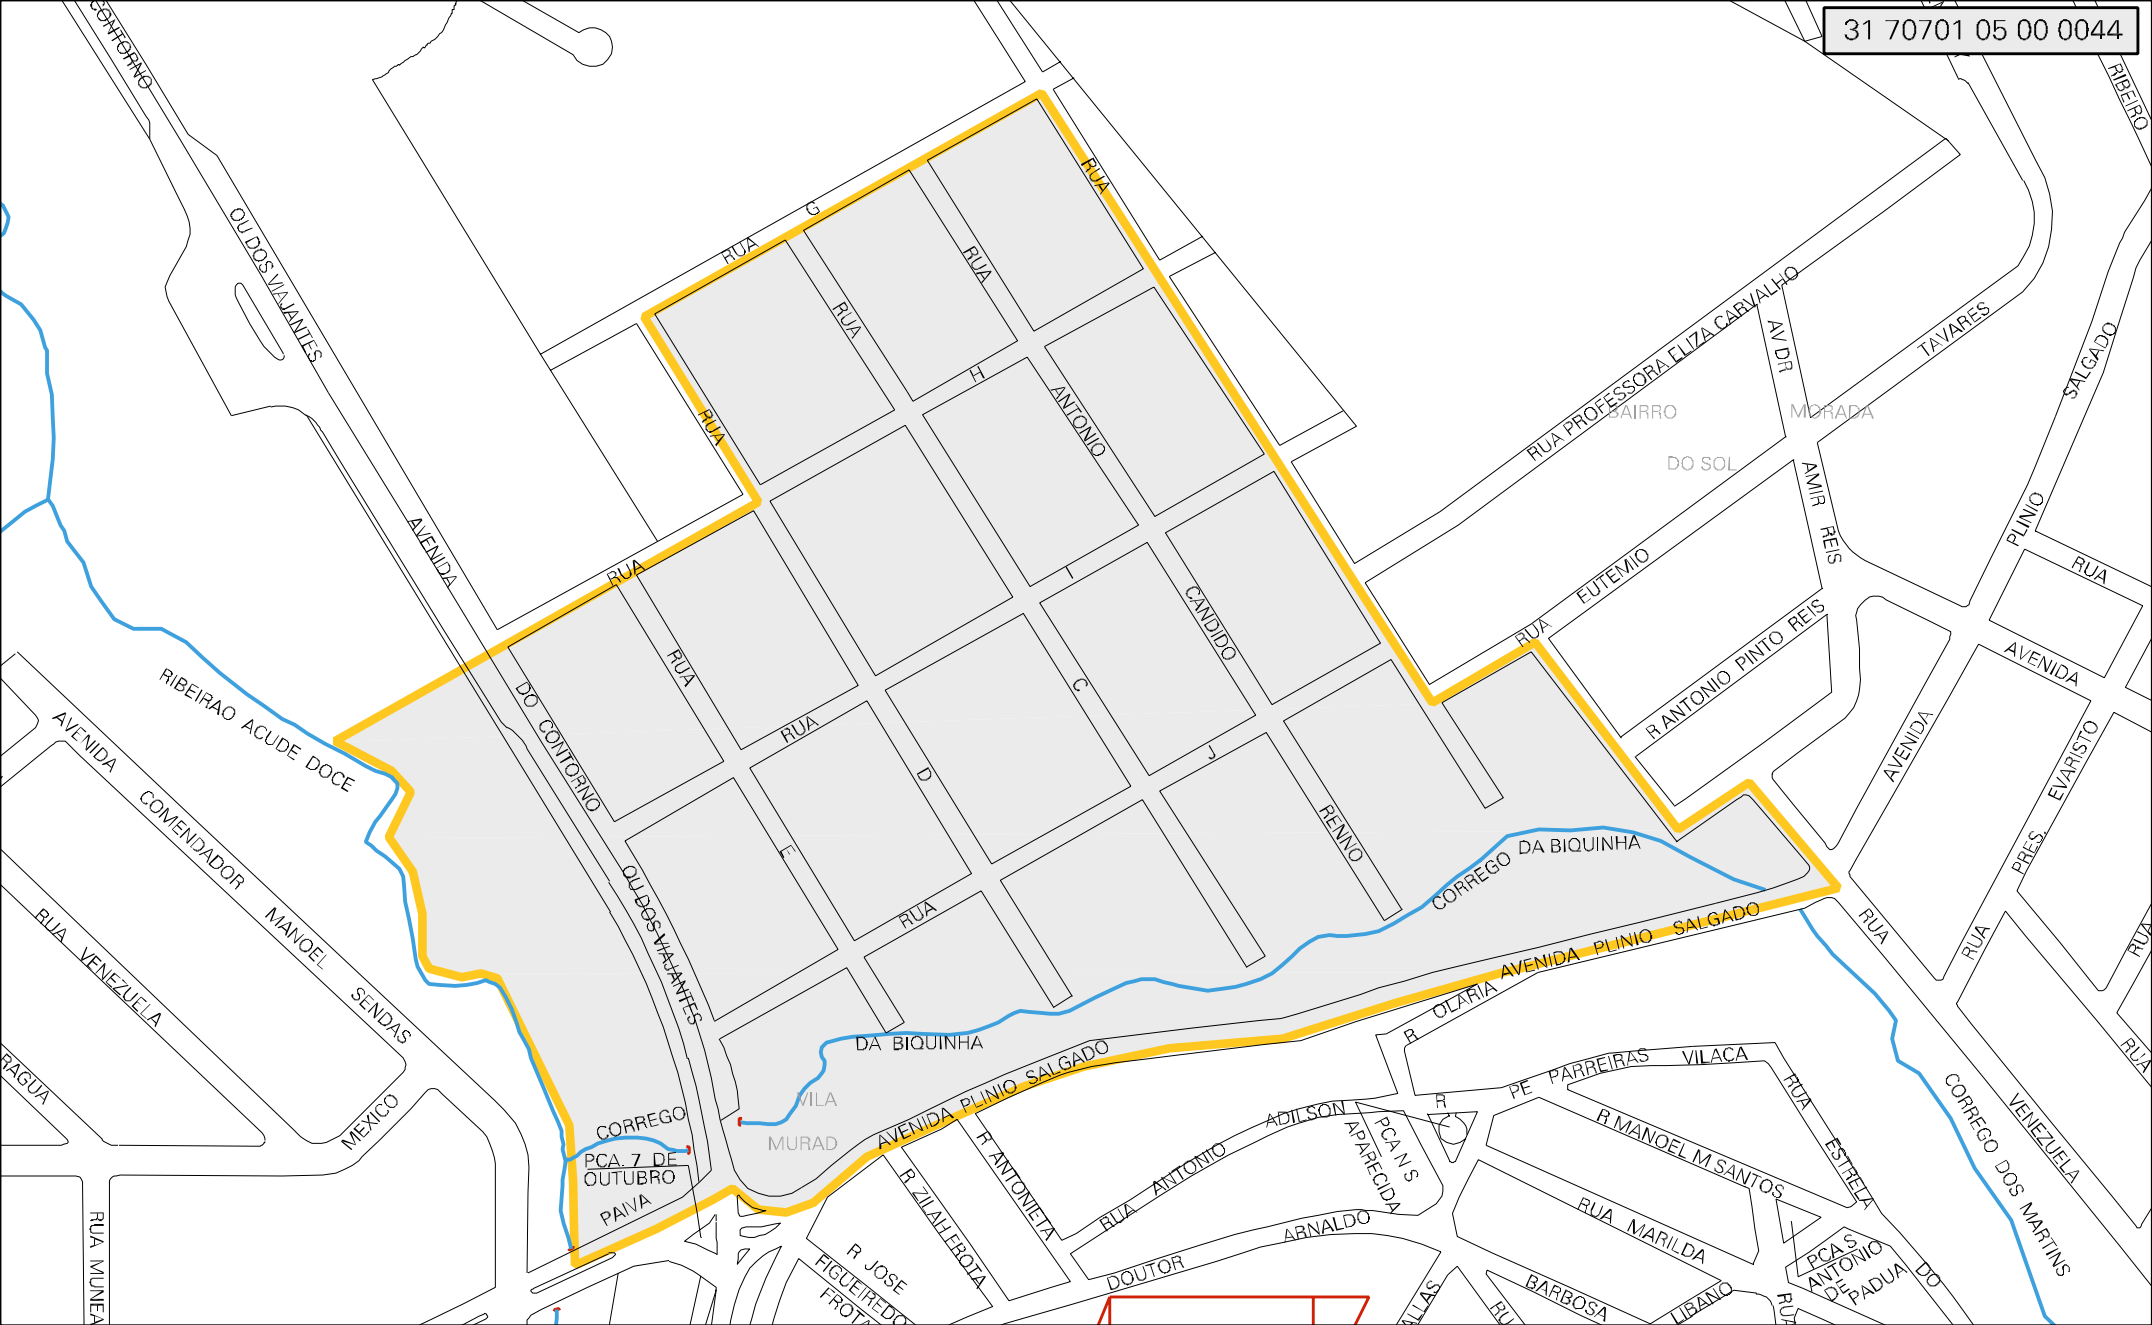 31 70701 05 00 0044
CONTORNO
OU DOS VIAJANTES
AVENIDA
DO CONTORNO
OU DOS VIAJANTES
RIBEIRO
RUA G
RUA
RUA
RUA
RUA
RUA
RUA
RUA H
ANTONIO
CANDIDO
RENNO
RUA I
RUA J
C
D
E
RUA PROFESSORA ELIZA CARVALHO
AV DR
AMIR REIS
BAIRRO MORADA
DO SOL
RUA EUTEMIO TAVARES
R ANTONIO PINTO REIS
PLINIO SALGADO
AVENIDA
RUA
AVENIDA
PRES. EVARISTO
RUA
RUA
RUA
RUA
VENEZUELA
RIBEIRAO ACUDE DOCE
AVENIDA COMENDADOR MANOEL SENDAS
RUA VENEZUELA
RAGUA
MEXICO
RUA MUNEA
CORREGO DA BIQUINHA
DA BIQUINHA
CORREGO
PCA. 7 DE
OUTUBRO
PAIVA
VILA
MURAD
AVENIDA PLINIO SALGADO
AVENIDA PLINIO SALGADO
R OLARIA
R PE PARREIRAS VILACA
RUA ESTRELA DO
R MANOEL M SANTOS
RUA MARILDA
PCA S
ANTONIO
DE
PADUA
BARBOSA
LIBANO
RUA
RU
ALLAS
RUA ANTONIO ADILSON
PCA N S
APARECIDA
DOUTOR ARNALDO
R ANTONIETA
R ZILAH FROTA
R JOSE
FIGUEIREDO
FROTA
CORREGO DOS MARTINS